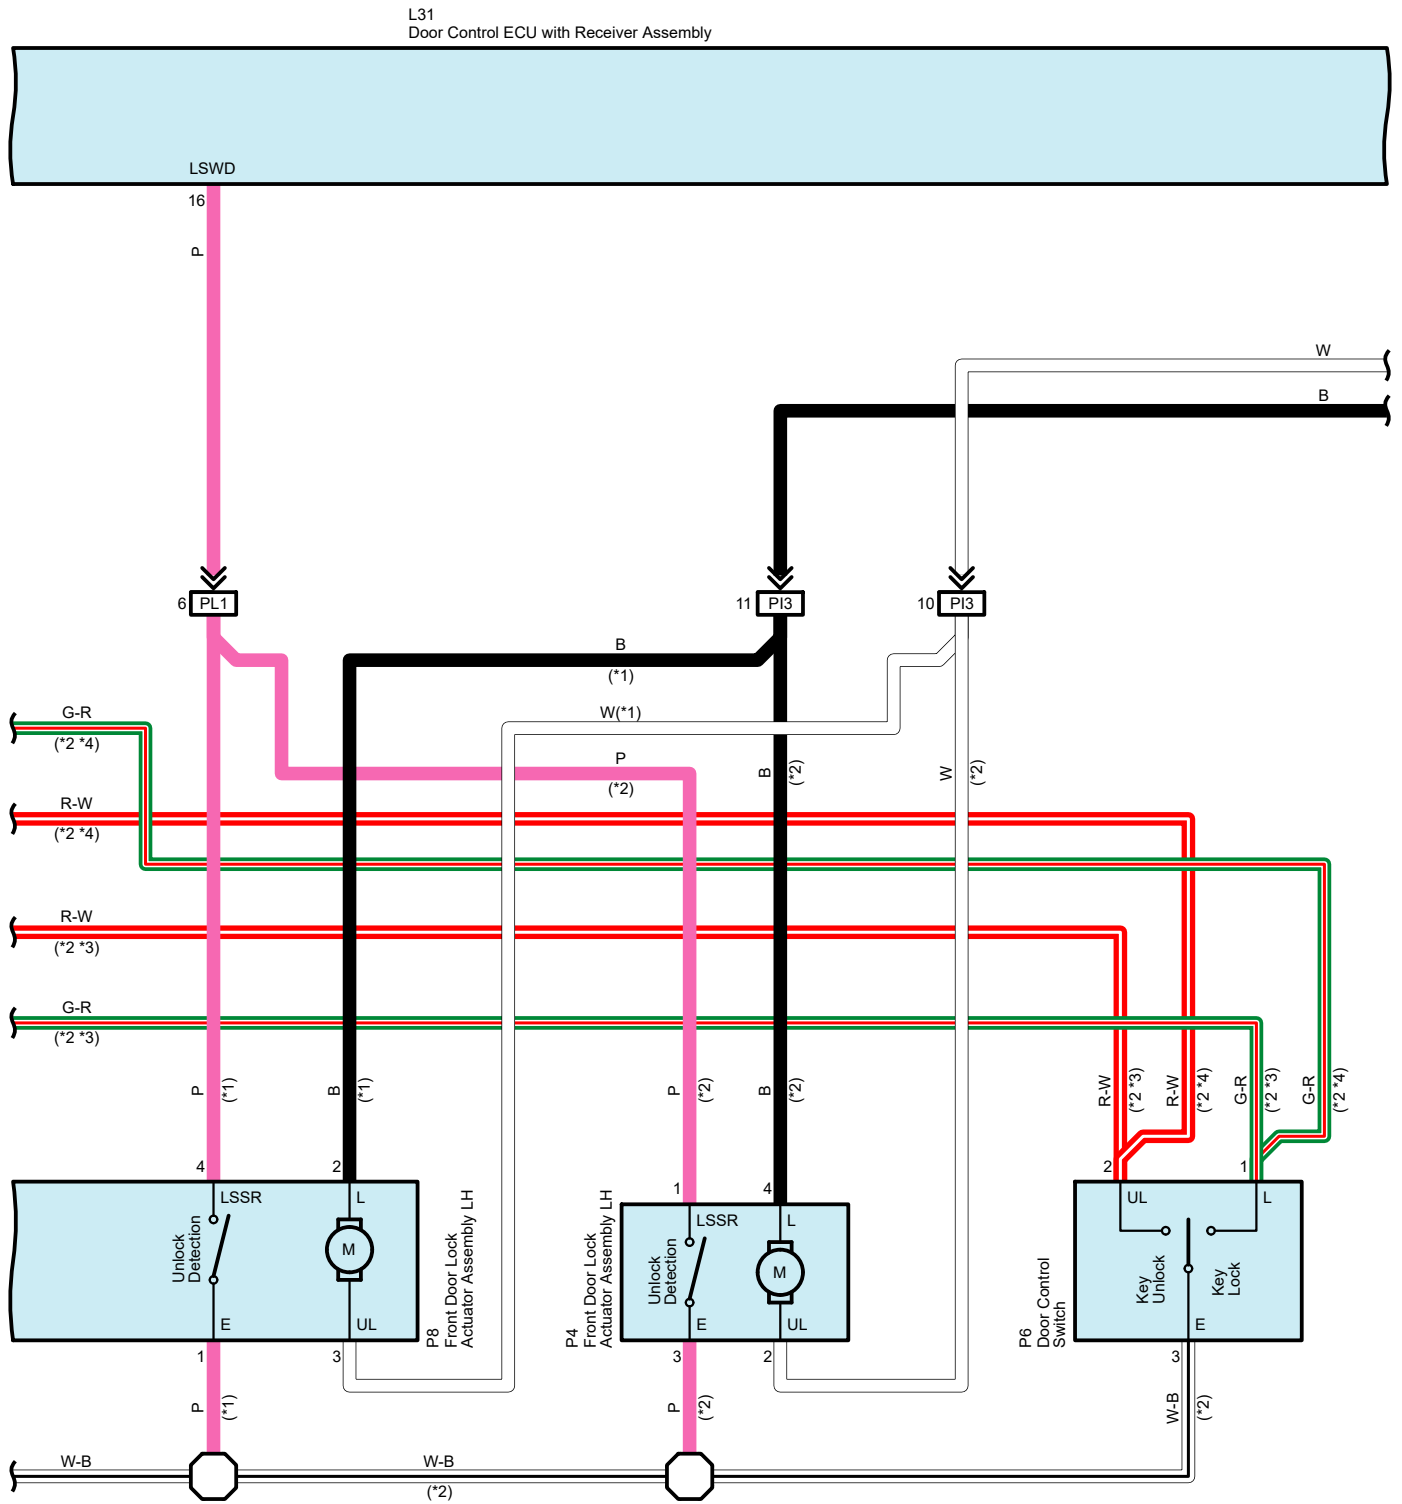 L31
Door Control ECU with Receiver Assembly
LSWD
16
P
W
B
6 PL1
11 PI3
10 PI3
B
(*1)
W(*1)
G-R
(*2 *4)
P
(*2)
B
(*2)
W
(*2)
R-W
(*2 *4)
R-W
(*2 *3)
G-R
(*2 *3)
P
(*1)
B
(*1)
P
(*2)
B
(*2)
R-W
(*2 *3)
R-W
(*2 *4)
G-R
(*2 *3)
G-R
(*2 *4)
4
2
LSSR
L
Unlock
Detection
M
E
UL
1
3
P8
Front Door Lock
Actuator Assembly LH
1
4
LSSR
L
Unlock
Detection
M
E
UL
3
2
P4
Front Door Lock
Actuator Assembly LH
2
1
UL
L
Key
Unlock
Key
Lock
E
3
P6
Door Control
Switch
P
(*1)
P
(*2)
W-B
(*2)
W-B
W-B
(*2)